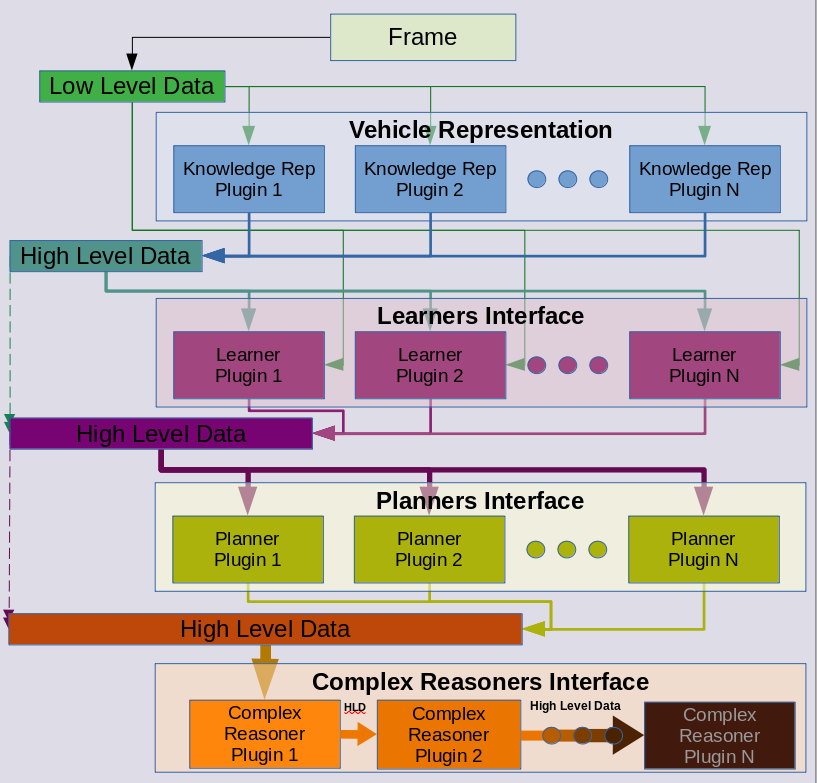 Frame
Low Level Data
Vehicle Representation
Knowledge Rep
Plugin 1
Knowledge Rep
Plugin 2
Knowledge Rep
Plugin N
High Level Data
Learners Interface
Learner
Plugin 1
Learner
Plugin 2
Learner
Plugin N
High Level Data
Planners Interface
Planner
Plugin 1
Planner
Plugin 2
Planner
Plugin N
High Level Data
Complex Reasoners Interface
Complex
Reasoner
Plugin 1
HLD
Complex
Reasoner
Plugin 2
High Level Data
Complex
Reasoner
Plugin N